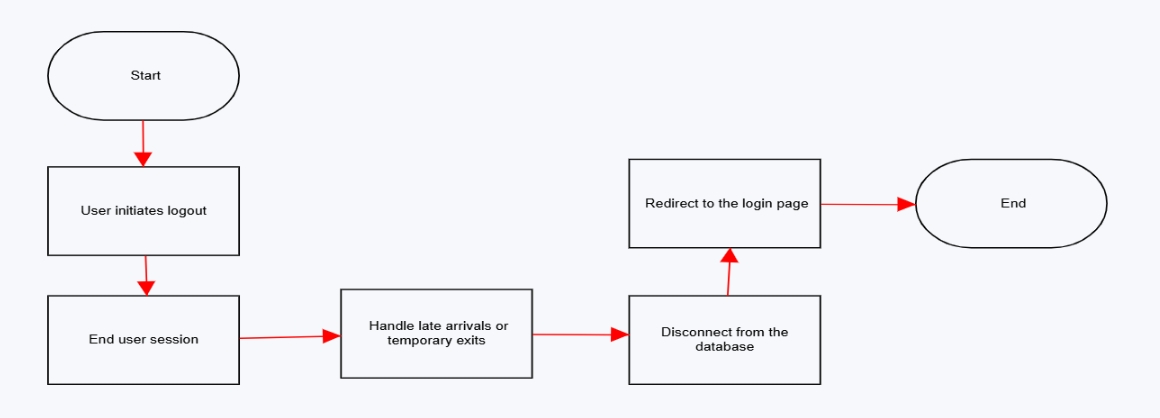 Start
User initiates logout
End user session
Handle late arrivals or
temporary exits
Disconnect from the
database
Redirect to the login page
End